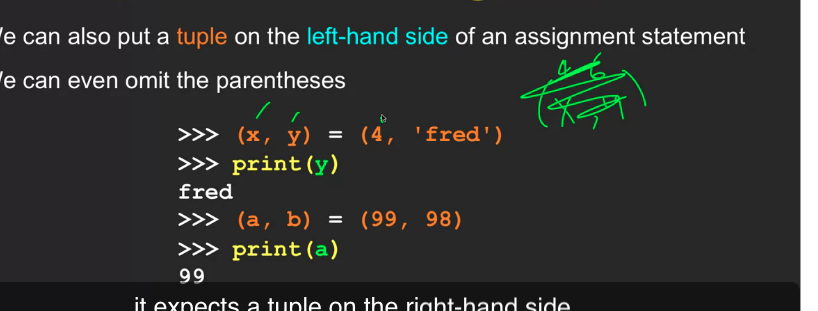 e can also put a tuple on the left-hand side of an assignment statement
e can even omit the parentheses
>>> (x, y) = (4, 'fred')
>>> print(y)
fred
>>> (a, b) = (99, 98)
>>> print(a)
99
it expects a tuple on the right-hand side